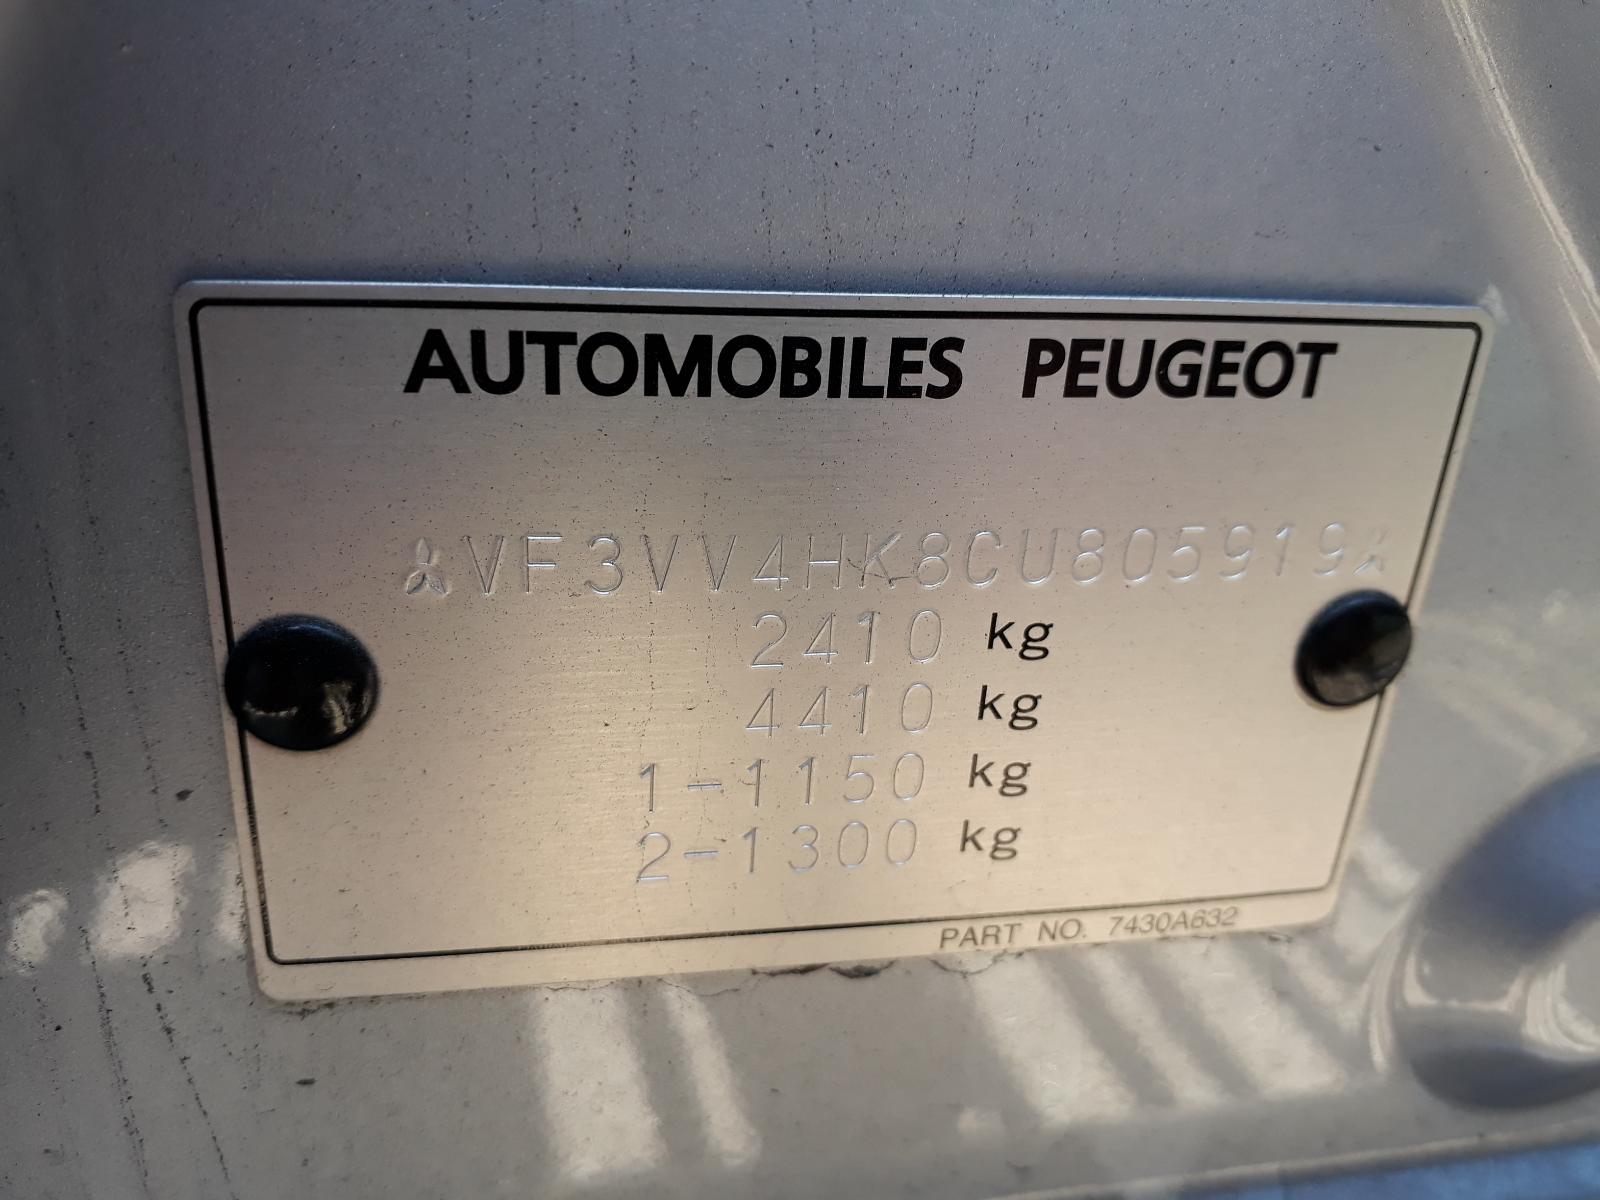 AUTOMOBILES PEUGEOT
VF3VV4HK8CU805919
2410 kg
4410 kg
1-1150 kg
2-1300 kg
PART NO. 7430A632